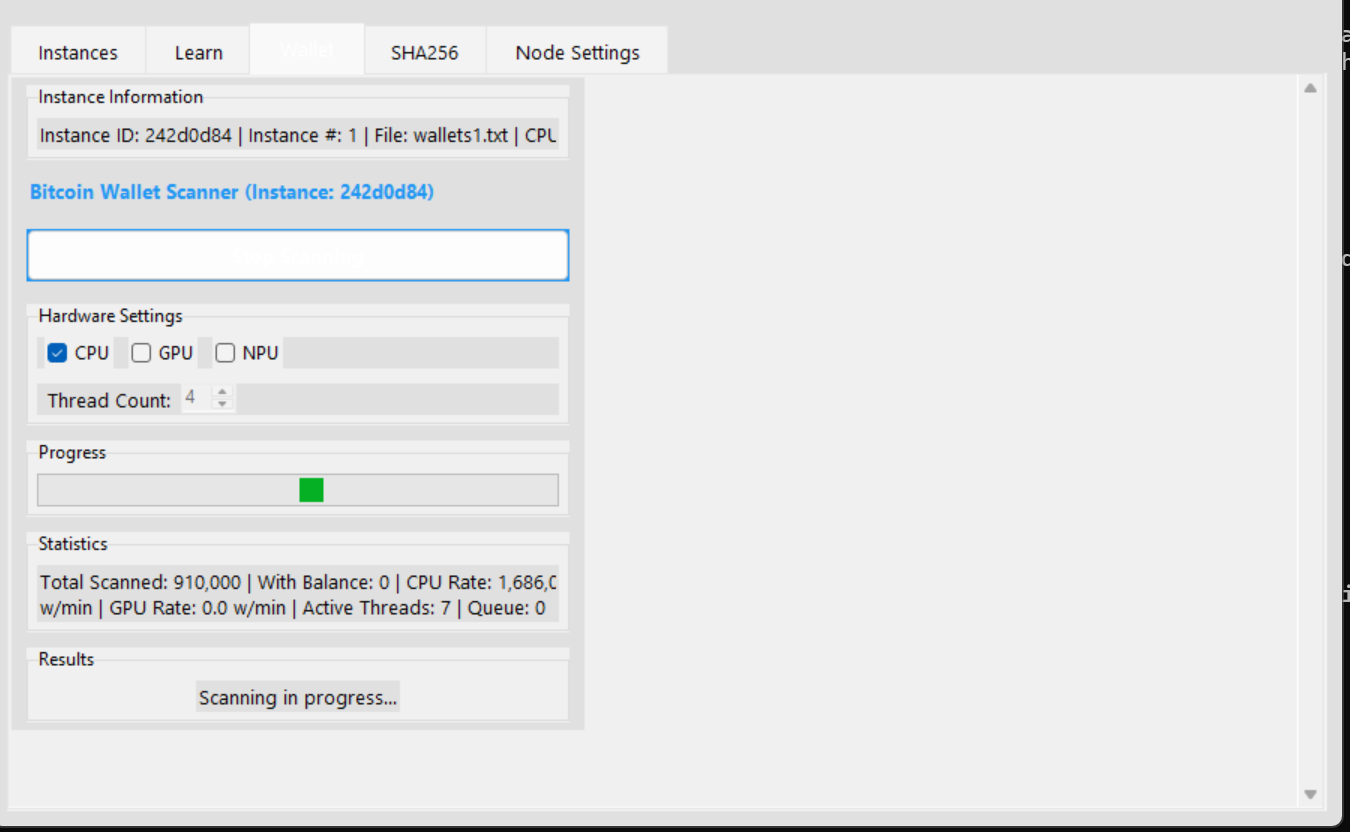 Instances Learn Wallet SHA256 Node Settings
Instance Information
Instance ID: 242d0d84 | Instance #: 1 | File: wallets1.txt | CPU
Bitcoin Wallet Scanner (Instance: 242d0d84)
Stop Scanning
Hardware Settings
CPU GPU NPU
Thread Count: 4
Progress
Statistics
Total Scanned: 910,000 | With Balance: 0 | CPU Rate: 1,686,0
w/min | GPU Rate: 0.0 w/min | Active Threads: 7 | Queue: 0
Results
Scanning in progress...